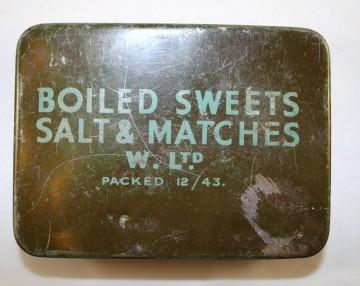 BOILED SWEETS
SALT & MATCHES
W. LTD
PACKED 12/43.